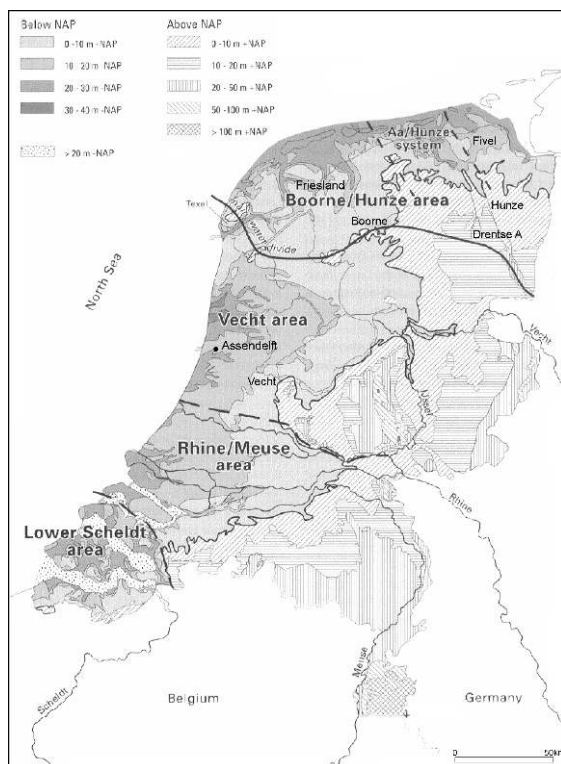 Below NAP
0 -10 m -NAP
10 - 20 m -NAP
20 - 30 m -NAP
30 - 40 m -NAP
>20 m -NAP
Above NAP
0-10 m +NAP
10 - 20 m +NAP
20 - 50 m +NAP
50 -100 m +NAP
> 100 m +NAP
Aa/Hunze
system
Fivel
Friesland
Boorne/Hunze area
Hunze
Texel
Boorne
Drentse A
divide
North Sea
Vecht area
Assendelft
Vecht
Vecht
IJssel
Rhine/Meuse
area
Rhine
Lower Scheldt
area
Meuse
Scheldt
Belgium
Germany
0
50km